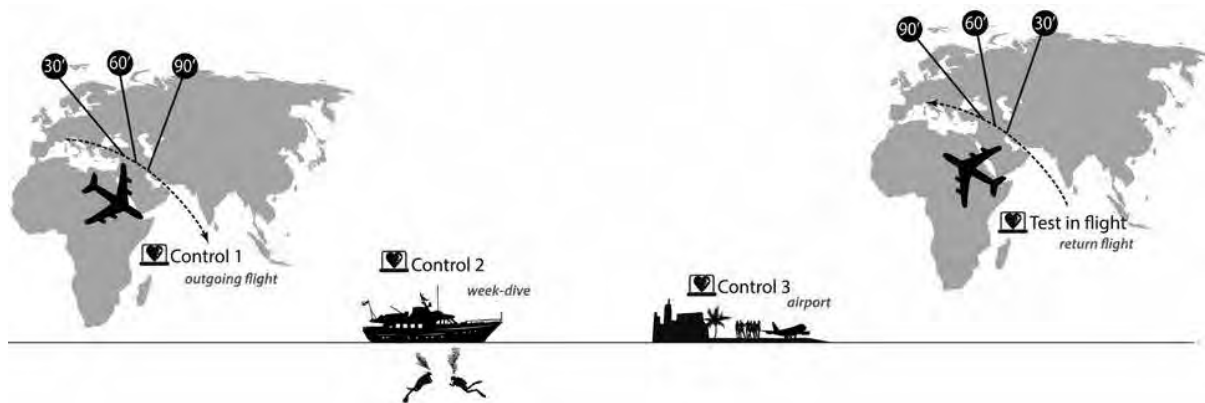 30’
60’
90’
Control 1
outgoing flight
Control 2
week-dive
Control 3
airport
90’
60’
30’
Test in flight
return flight